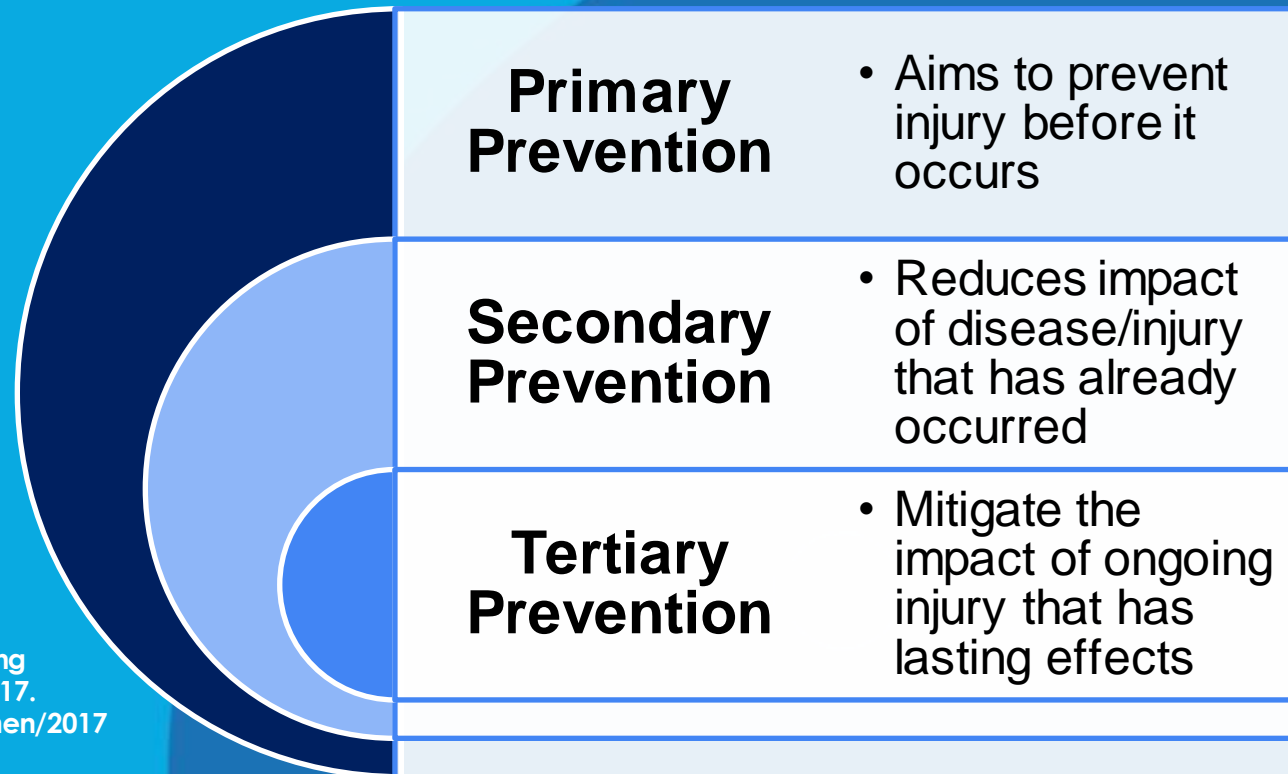 Primary
Prevention
• Aims to prevent
injury before it
occurs
Secondary
Prevention
• Reduces impact
of disease/injury
that has already
occurred
Tertiary
Prevention
• Mitigate the
impact of ongoing
injury that has
lasting effects
ng
17.
en/2017